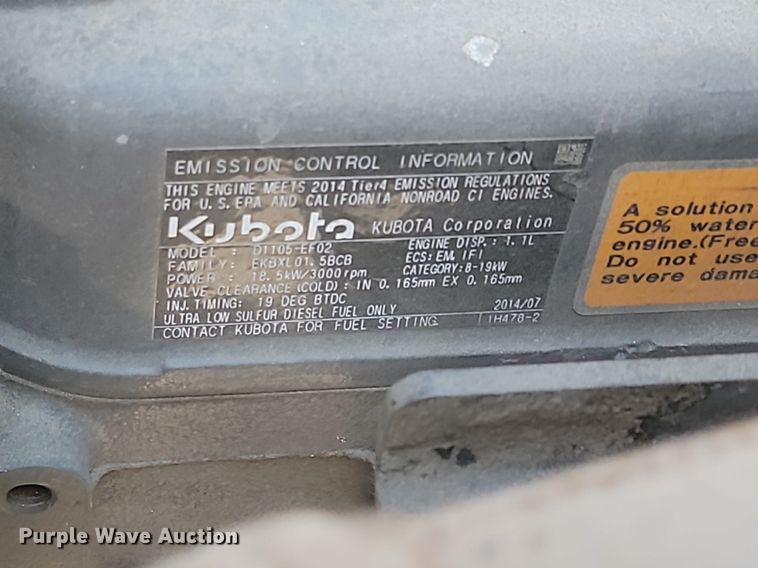 EMISSION CONTROL INFORMATION
THIS ENGINE MEETS 2014 Tier4 EMISSION REGULATIONS
FOR U.S. EPA AND CALIFORNIA NONROAD CI ENGINES.
Kubota KUBOTA Corporation
MODEL : D1105-EF02 ENGINE DISP.: 1.1L
FAMILY: EKBXL01.5BCB ECS: EM, IFI
POWER : 18.5kW/3000rpm CATEGORY:8-19kW
VALVE CLEARANCE (COLD): IN 0.165mm EX 0.165mm
INJ.TIMING: 19 DEG BTDC
ULTRA LOW SULFUR DIESEL FUEL ONLY 2014/07
CONTACT KUBOTA FOR FUEL SETTING 1H478-2
A solution
50% water
engine.(Free
Do not use
severe dama
Purple Wave Auction